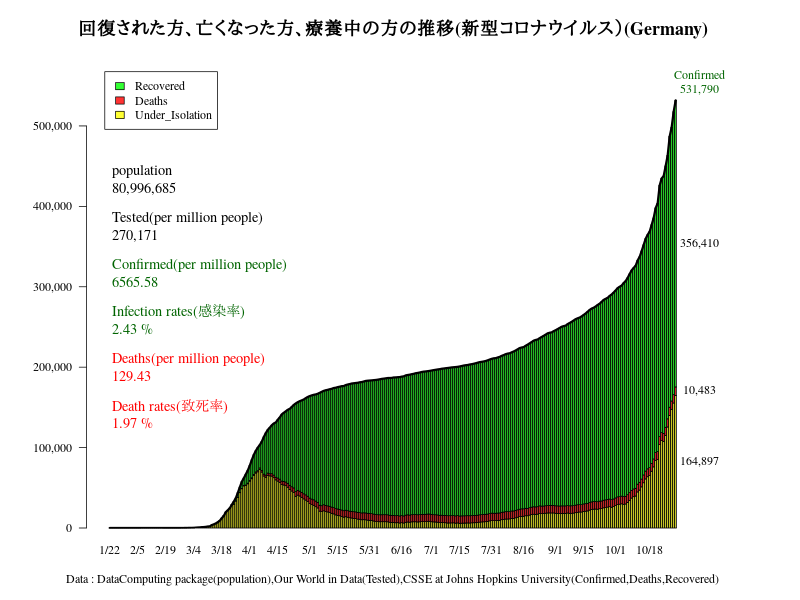 回復された方、亡くなった方、療養中の方の推移(新型コロナウイルス）(Germany)
Confirmed
531,790
Recovered
Deaths
Under_Isolation
500,000
400,000
300,000
200,000
100,000
0
population
80,996,685
Tested(per million people)
270,171
Confirmed(per million people)
6565.58
Infection rates(感染率)
2.43 %
Deaths(per million people)
129.43
Death rates(致死率)
1.97 %
356,410
10,483
164,897
1/22 2/5 2/19 3/4 3/18 4/1 4/15 5/1 5/15 5/31 6/16 7/1 7/15 7/31 8/16 9/1 9/15 10/1 10/18
Data : DataComputing package(population),Our World in Data(Tested),CSSE at Johns Hopkins University(Confirmed,Deaths,Recovered)